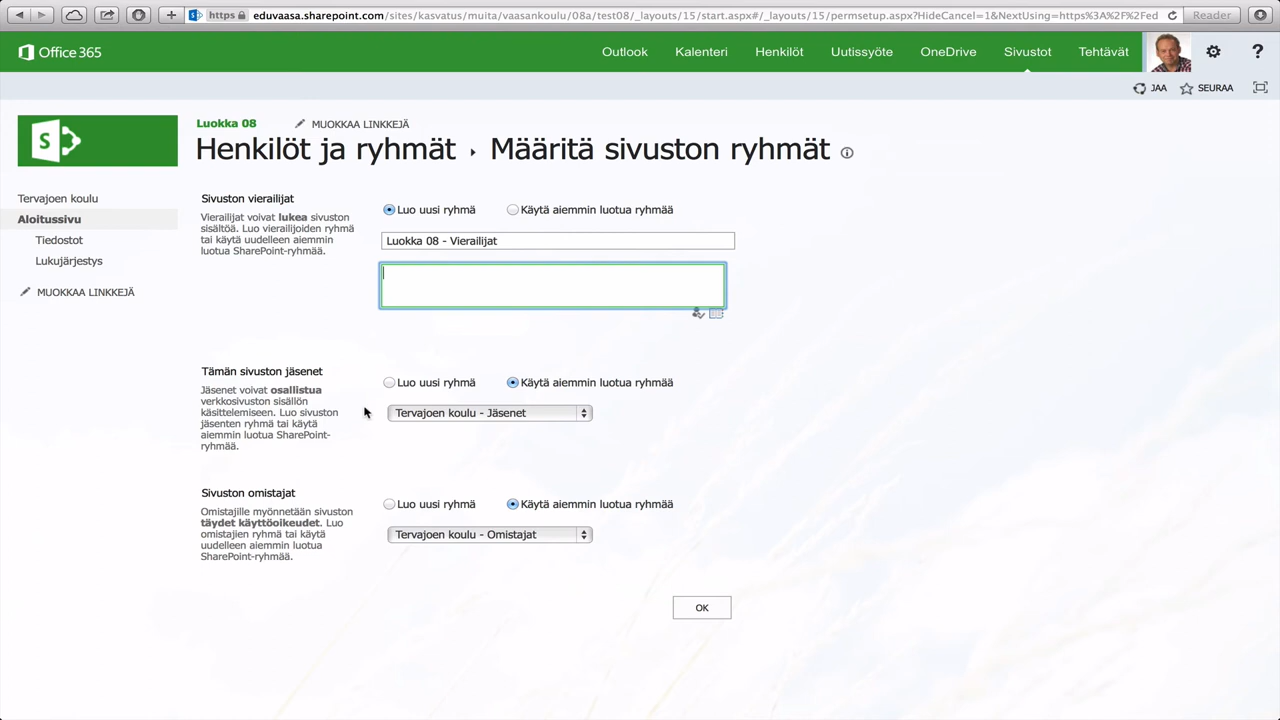 https eduvaasa.sharepoint.com/sites/kasvatus/muita/vaasankoulu/08a/test08/_layouts/15/start.aspx#/_layouts/15/permsetup.aspx?HideCancel=1&NextUsing=https%3A%2F%2Fed Reader
Office 365 Outlook Kalenteri Henkilöt Uutissyöte OneDrive Sivustot Tehtävät ?
JAA SEURAA
S
Luokka 08 MUOKKAA LINKKEJÄ
Henkilöt ja ryhmät ▸ Määritä sivuston ryhmät
Tervajoen koulu
Aloitussivu
Tiedostot
Lukujärjestys
MUOKKAA LINKKEJÄ
Sivuston vierailijat
Vierailijat voivat lukea sivuston
sisältöä. Luo vierailijoiden ryhmä
tai käytä uudelleen aiemmin
luotua SharePoint-ryhmää.
Luo uusi ryhmä Käytä aiemmin luotua ryhmää
Luokka 08 - Vierailijat
Tämän sivuston jäsenet
Jäsenet voivat osallistua
verkkosivuston sisällön
käsittelemiseen. Luo sivuston
jäsenten ryhmä tai käytä
aiemmin luotua SharePoint-
ryhmää.
Luo uusi ryhmä Käytä aiemmin luotua ryhmää
Tervajoen koulu - Jäsenet
Sivuston omistajat
Omistajille myönnetään sivuston
täydet käyttöoikeudet. Luo
omistajien ryhmä tai käytä
uudelleen aiemmin luotua
SharePoint-ryhmää.
Luo uusi ryhmä Käytä aiemmin luotua ryhmää
Tervajoen koulu - Omistajat
OK